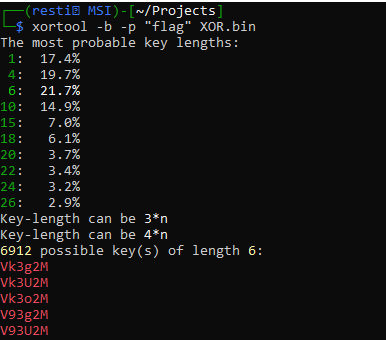 ┌──(resti㉿ MSI)-[~/Projects]
└─$ xortool -b -p "flag" XOR.bin
The most probable key lengths:
 1:  17.4%
 4:  19.7%
 6:  21.7%
10:  14.9%
15:  7.0%
18:  6.1%
20:  3.7%
22:  3.4%
24:  3.2%
26:  2.9%
Key-length can be 3*n
Key-length can be 4*n
6912 possible key(s) of length 6:
Vk3g2M
Vk3U2M
Vk3o2M
V93g2M
V93U2M